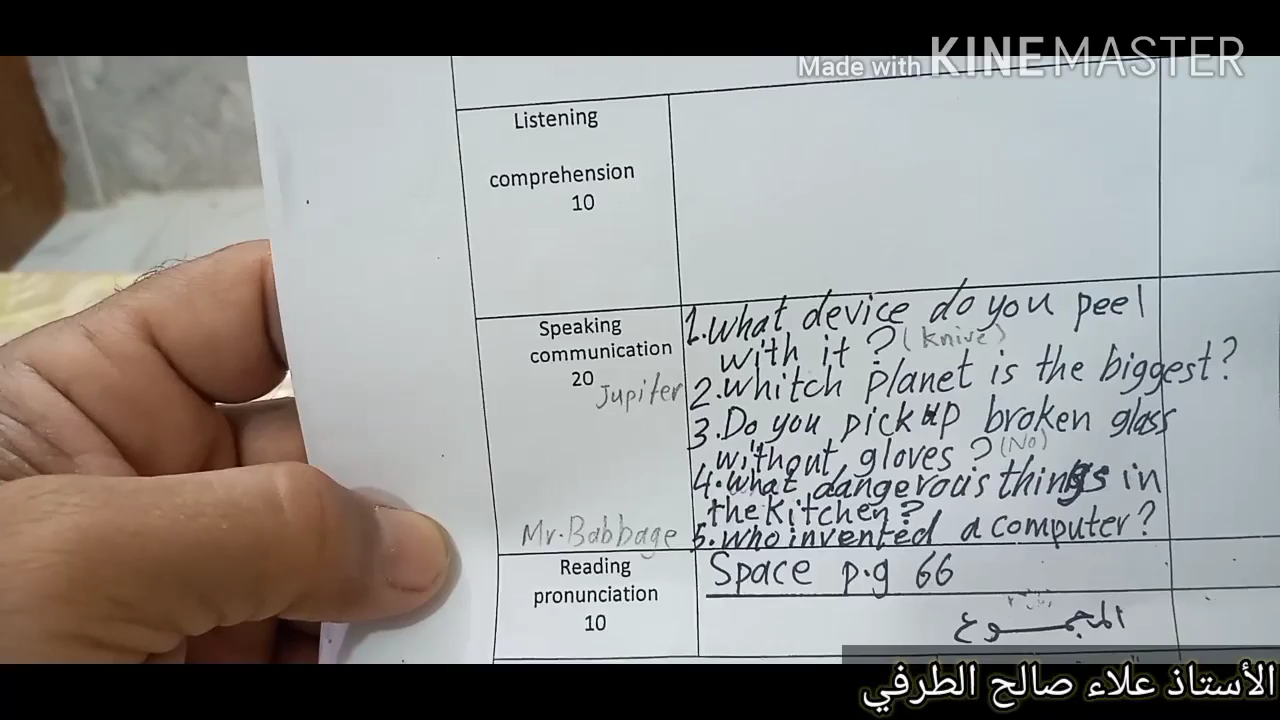 Made with KINEMASTER
Listening
comprehension
10
Speaking
communication
20
Jupiter
Mr.Babbage
1.What device do you peel
with it ? (knive)
2.Whitch planet is the biggest?
3.Do you pick up broken glass
without gloves ? (No)
4.What dangerous things in
the kitchen?
5.who invented a computer?
Reading
pronunciation
10
Space p.g 66
المجموع
الأستاذ علاء صالح الطرفي